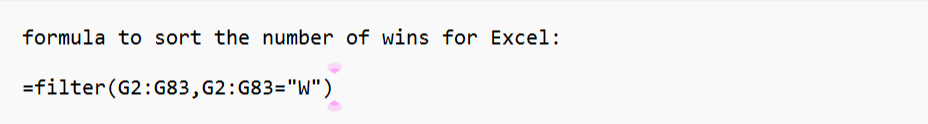 formula to sort the number of wins for Excel:
=filter(G2:G83,G2:G83="W")